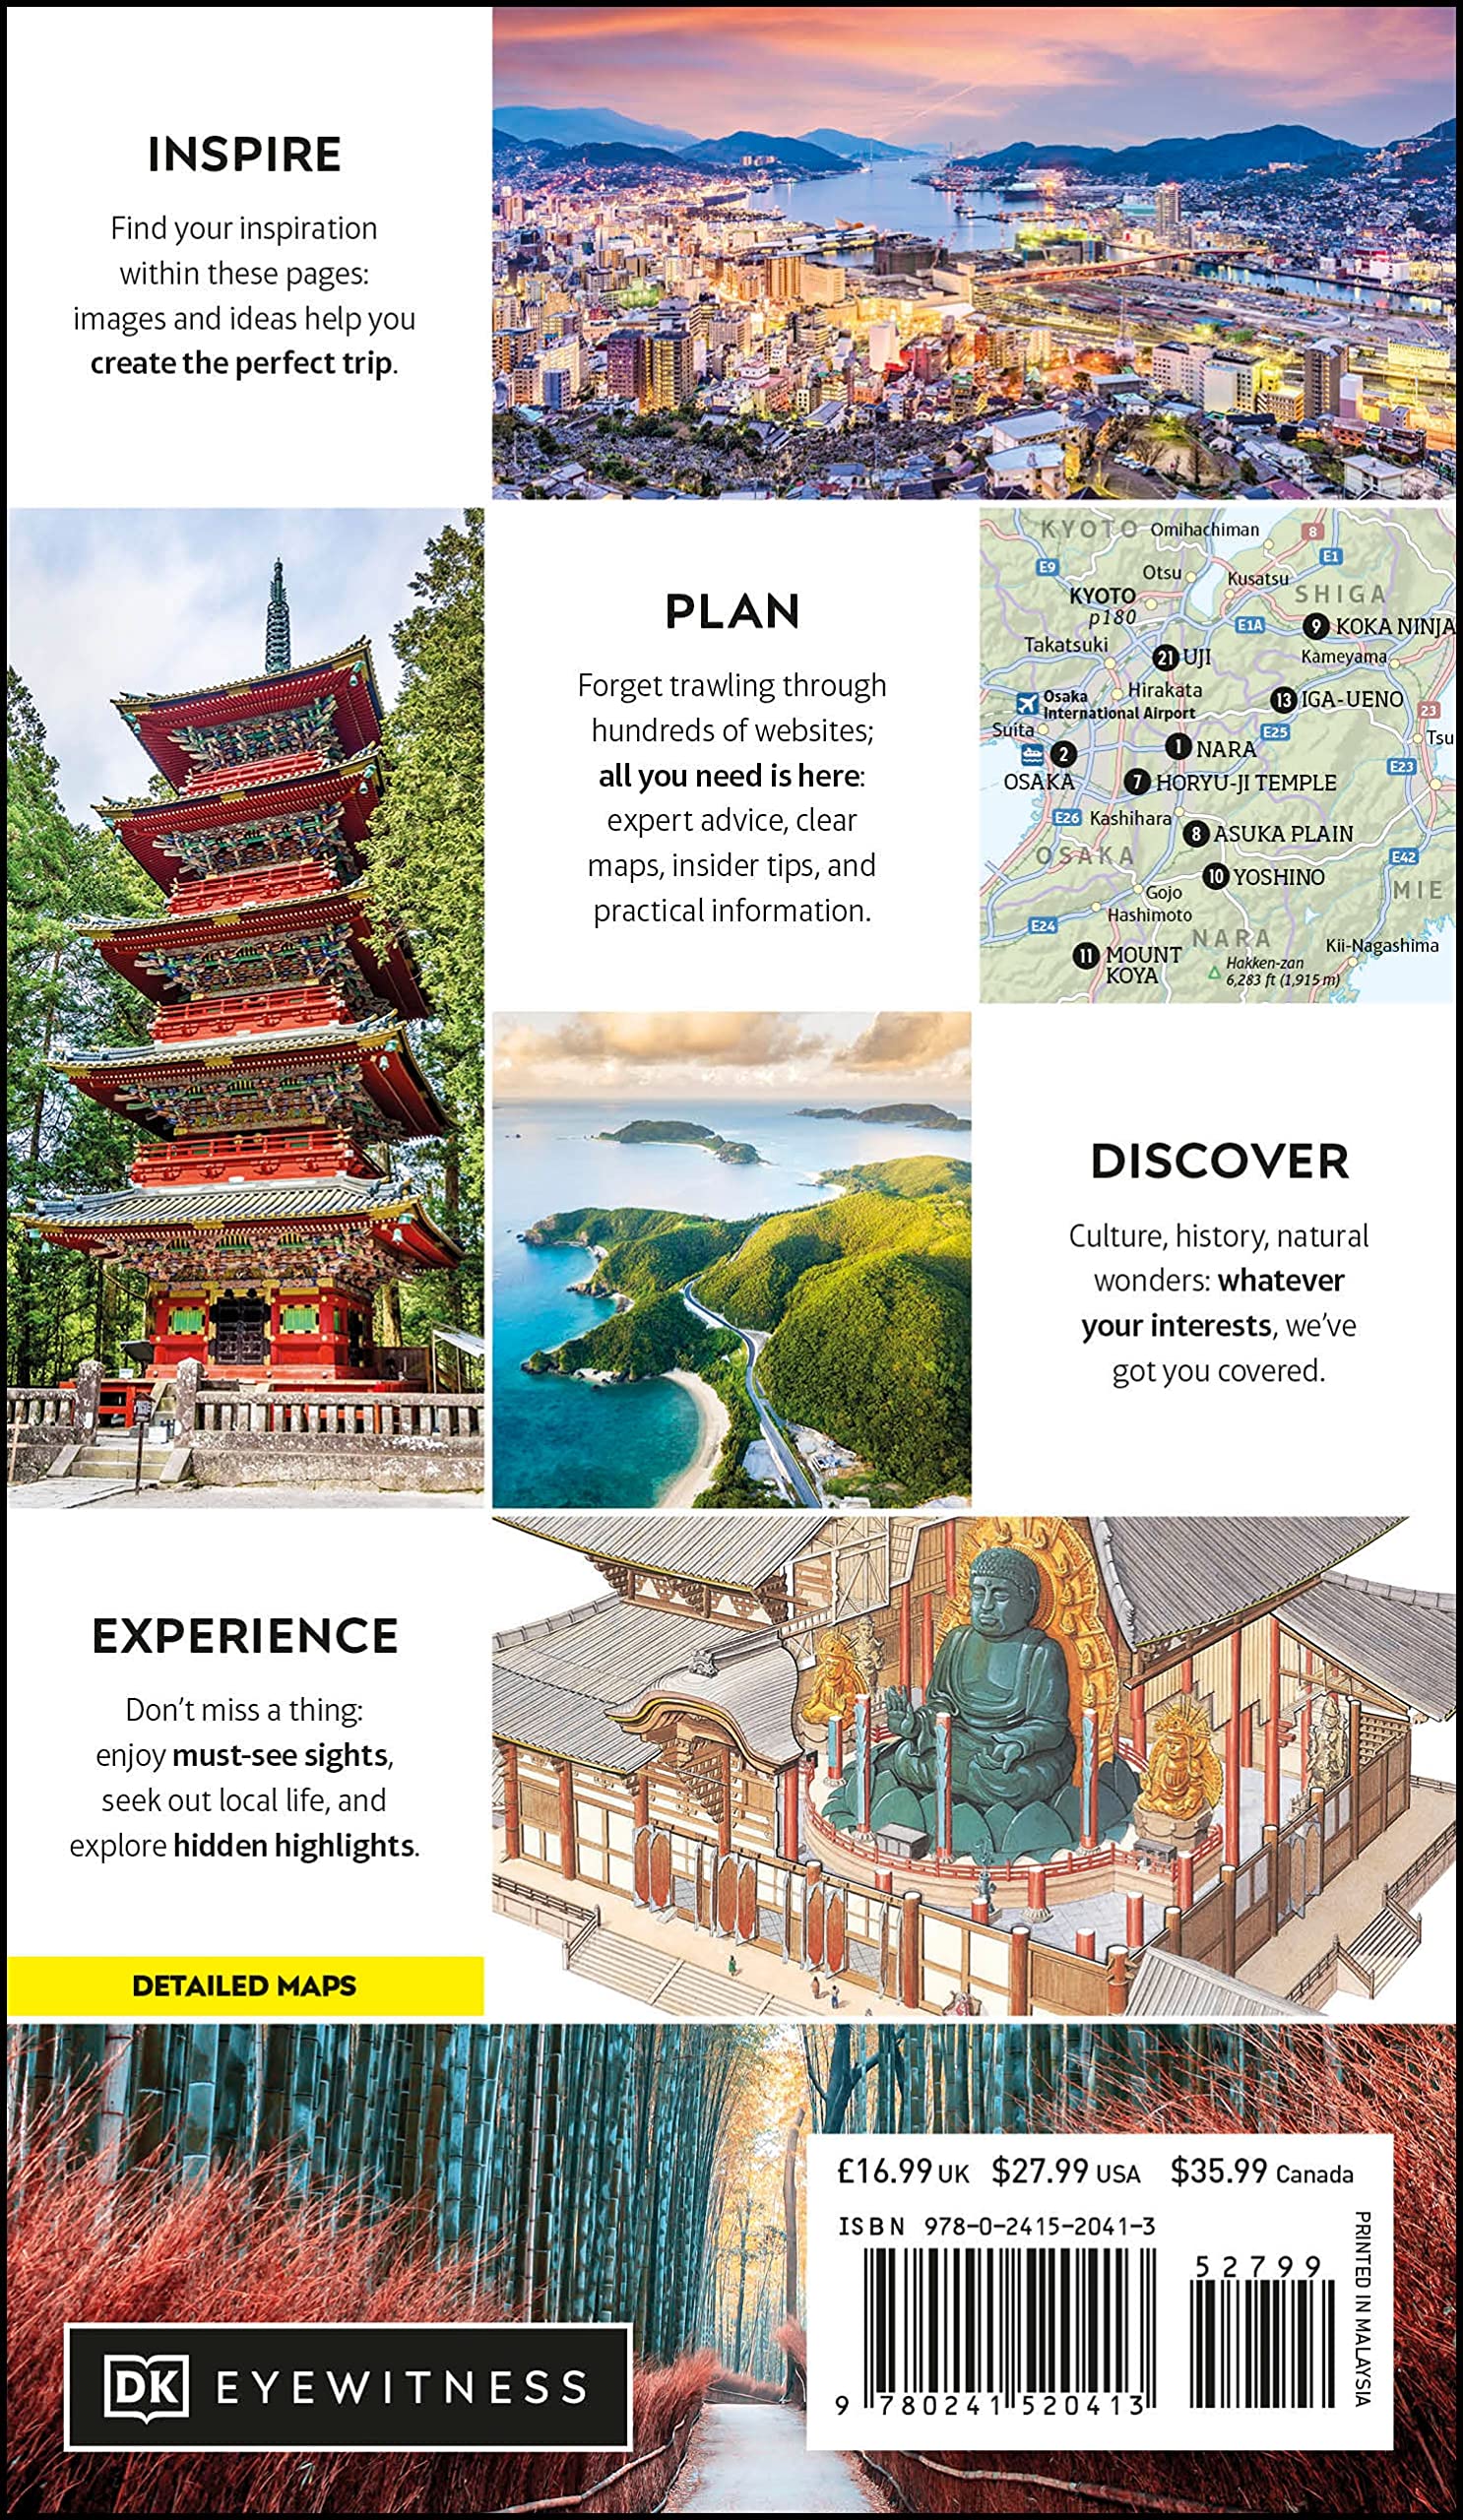 INSPIRE
Find your inspiration
within these pages:
images and ideas help you
create the perfect trip.
PLAN
Forget trawling through
hundreds of websites;
all you need is here:
expert advice, clear
maps, insider tips, and
practical information.
KYOTO
Omihachiman
8
E1
E9
Otsu
Kusatsu
SHIGA
KYOTO
p180
E1A
9 KOKA NINJA
Takatsuki
21 UJI
Kameyama
Hirakata
Osaka
International Airport
13 IGA-UENO
23
Suita
E25
Tsu
2
OSAKA
1 NARA
E23
7 HORYU-JI TEMPLE
E26
Kashihara
8 ASUKA PLAIN
OSAKA
E42
10 YOSHINO
MIE
Gojo
Hashimoto
E24
NARA
Kii-Nagashima
11 MOUNT
KOYA
Hakken-zan
6,283 ft (1,915 m)
DISCOVER
Culture, history, natural
wonders: whatever
your interests, we've
got you covered.
EXPERIENCE
Don't miss a thing:
enjoy must-see sights,
seek out local life, and
explore hidden highlights.
DETAILED MAPS
£16.99 UK $27.99 USA $35.99 Canada
ISBN 978-0-2415-2041-3
52799
9 780241 520413
PRINTED IN MALAYSIA
DK EYEWITNESS